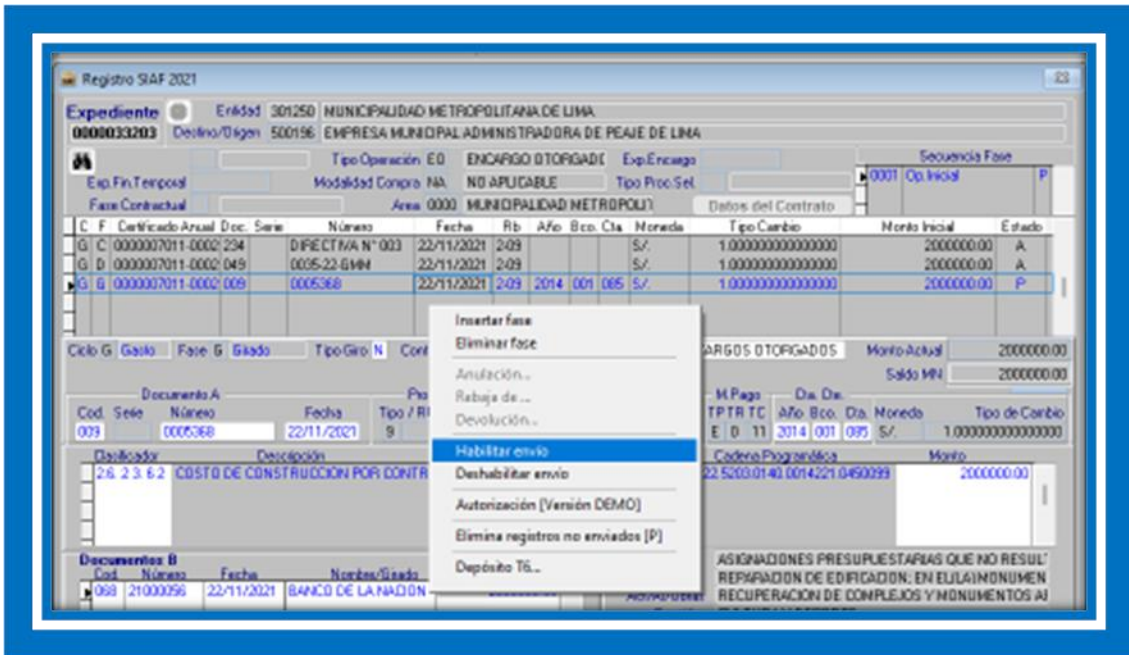 Registro SIAF 2021
Expediente Entidad 301250 MUNICIPALIDAD METROPOLITANA DE LIMA
0000033203 Destino/Origen 500196 EMPRESA MUNICIPAL ADMINISTRADORA DE PEAJE DE LIMA
Tipo Operación EO ENCARGO OTORGADO Exp.Encargo Secuencia Fase
Exp.Fin.Temporal Modalidad Compra NA NO APLICABLE Tipo Proc.Sel. 0001 Op.Inicial P
Fase Contractual Area 0000 MUNICIPALIDAD METROPOLIT Datos del Contrato
C F Certificado Anual Doc. Serie Número Fecha Rb Año Bco. Cta Moneda Tipo Cambio Monto Inicial Estado
G C 0000007011-0002 234 DIRECTIVA N° 003 22/11/2021 2-09 S/. 1.000000000000000 2000000.00 A
G D 0000007011-0002 049 0035-22-GMM 22/11/2021 2-09 S/. 1.000000000000000 2000000.00 A
G G 0000007011-0002 009 0005368 22/11/2021 2-09 2014 001 085 S/. 1.000000000000000 2000000.00 P
Insertar fase
Eliminar fase
Ciclo G Gasto Fase G Girado Tipo Giro N Cont ARGOS OTORGADOS Monto Actual 2000000.00
Anulación...
Saldo MN 2000000.00
Rebaja de ...
Documento A M.Pago
Devolución...
Cod. Serie Número Fecha Tipo / R TP TR TC Año Bco. Cta. Moneda Tipo de Cambio
009 0005368 22/11/2021 9 E 0 11 2014 001 085 S/. 1.000000000000000
Habilitar envío
Clasificador Descripción Cadena Programática Monto
2.6. 2 3. 6 2 COSTO DE CONSTRUCCION POR CONTR 22.5203.0140.0014221.0450099 2000000.00
Deshabilitar envío
Autorización [Versión DEMO]
Elimina registros no enviados [P]
Depósito T6...
Documentos B ASIGNACIONES PRESUPUESTARIAS QUE NO RESULT
Cod. Número Fecha Nombre/Girado REPARACION DE EDIFICACION; EN
068 21000056 22/11/2021 BANCO DE LA NACION RECUPERACION DE COMPLEJOS Y MONUMENTOS A